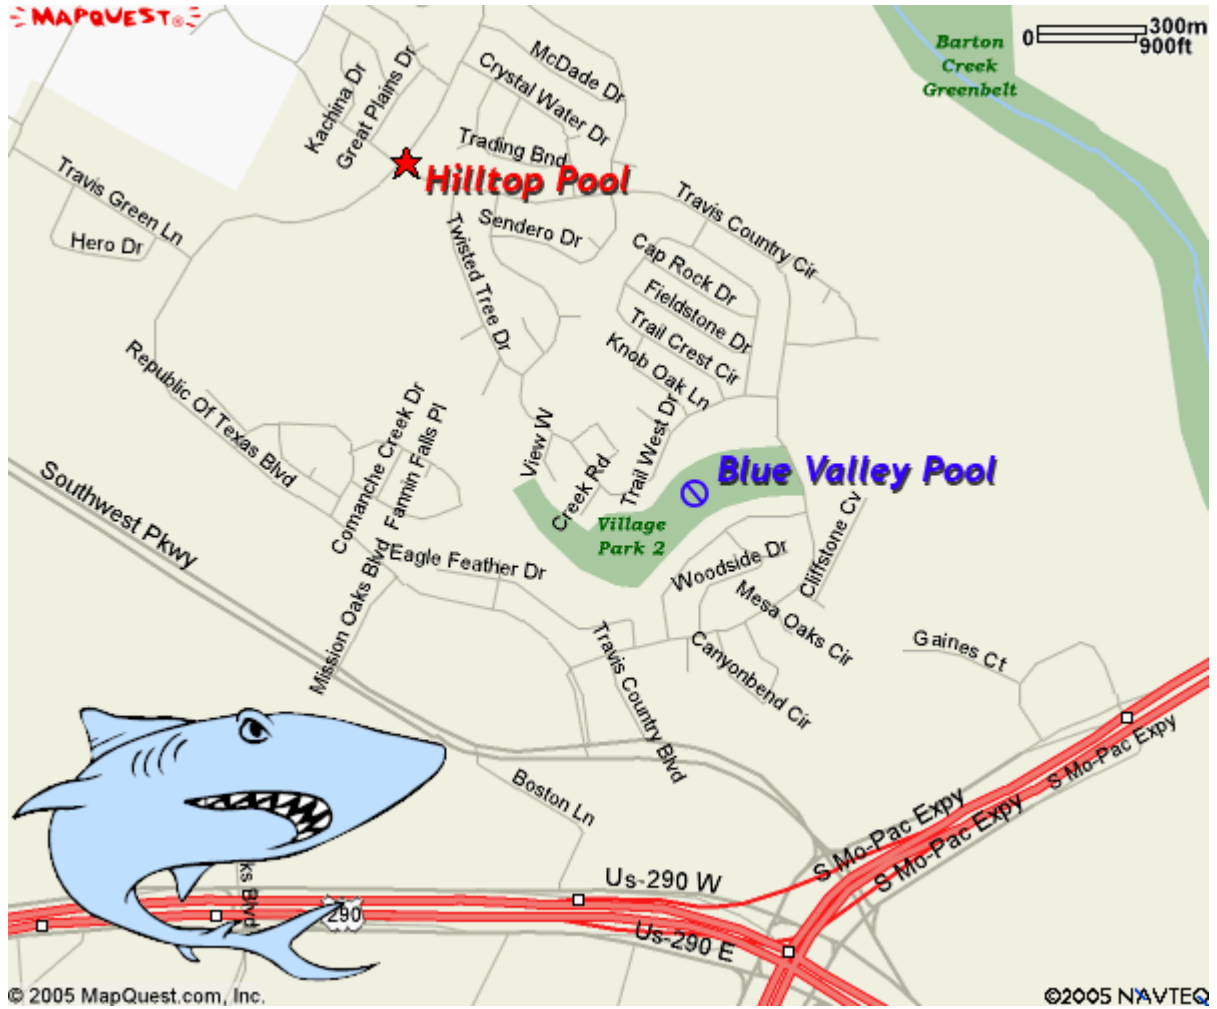 MAPQUEST®
0 300m
900ft
Barton
Creek
Greenbelt
McDade Dr
Crystal Water Dr
Kachina Dr
Great Plains Dr
Trading Bnd
Hilltop Pool
Travis Green Ln
Hero Dr
Twisted Tree Dr
Sendero Dr
Travis Country Cir
Cap Rock Dr
Fieldstone Dr
Trail Crest Cir
Knob Oak Ln
Republic Of Texas Blvd
Comanche Creek Dr
Fannin Falls Pl
View W
Creek Rd
Trail West Dr
Blue Valley Pool
Southwest Pkwy
Village
Park 2
Cliffstone Cv
Eagle Feather Dr
Woodside Dr
Mission Oaks Blvd
Mesa Oaks Cir
Travis Country Blvd
Canyonbend Cir
Gaines Ct
S Mo-Pac Expy
S Mo-Pac Expy
S Mo-Pac Expy
Boston Ln
ks Blvd
290
Us-290 W
Us-290 E
© 2005 MapQuest.com, Inc.
©2005 NAVTEQ